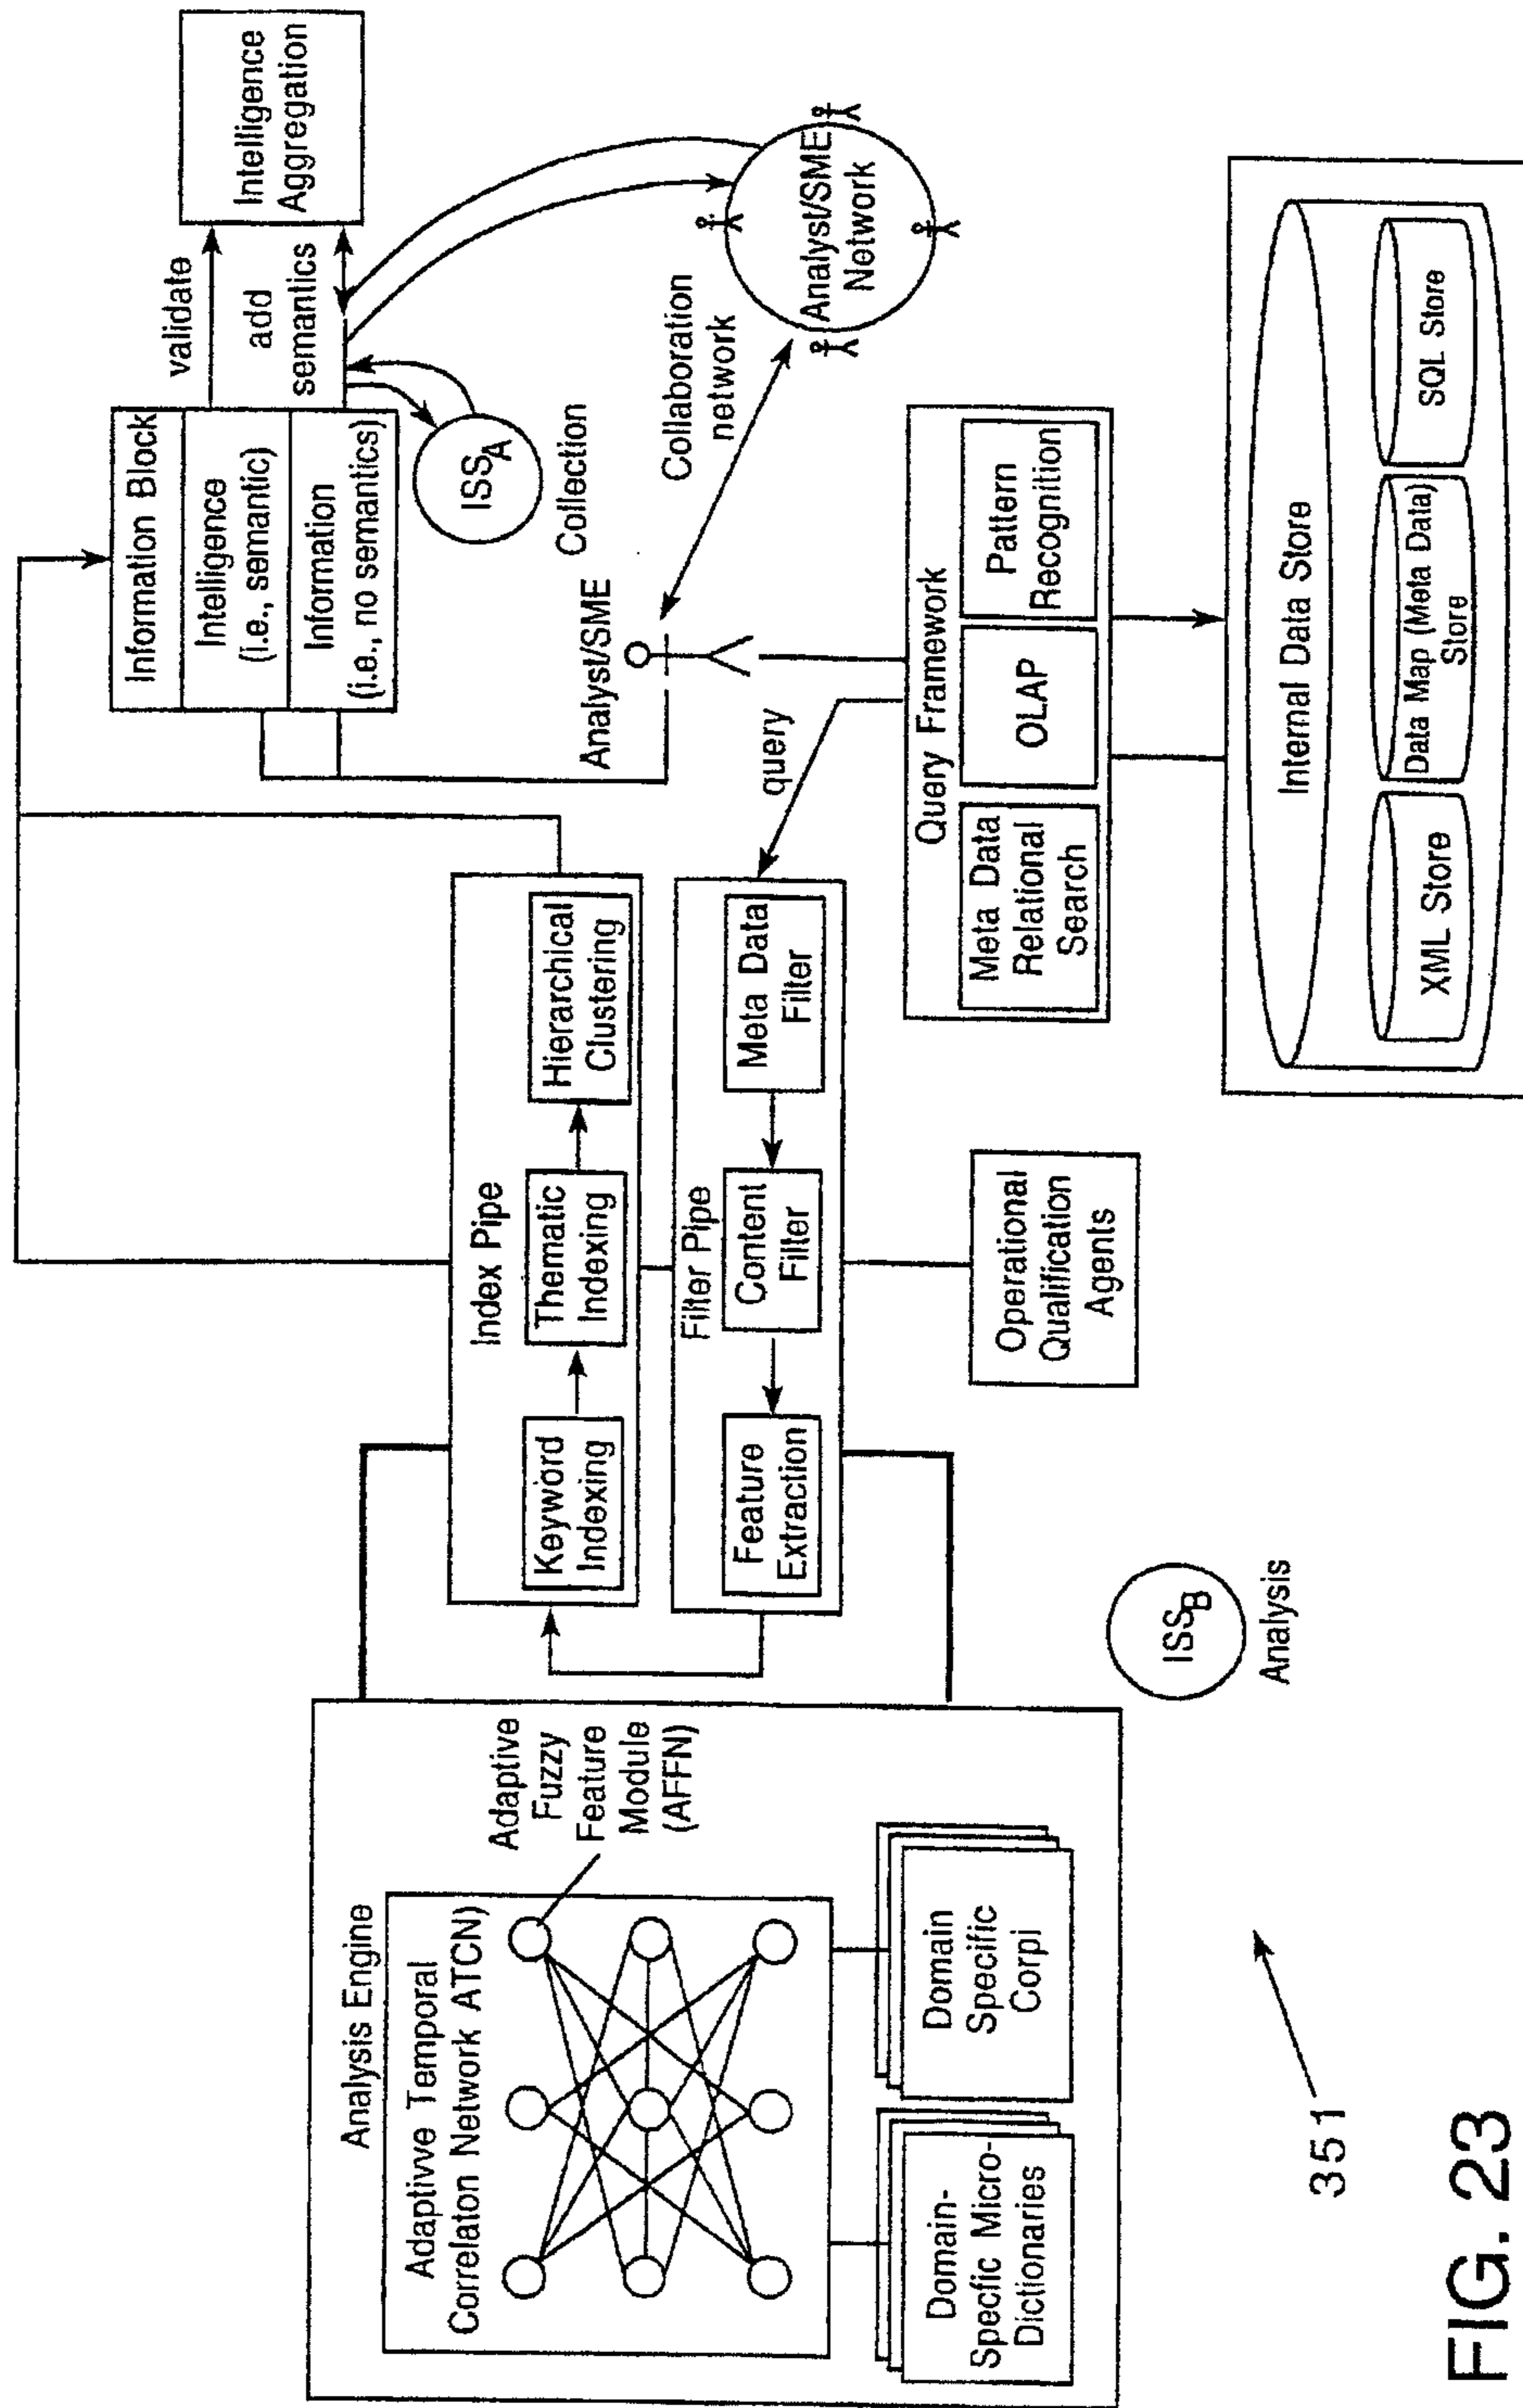 Analysis Engine
Adaptivve Temporal
Correlaton Network ATCN)
Adaptive
Fuzzy
Feature
Module
(AFFN)
Domain-
Specfic Micro-
Dictionaries
Domain
Specific
Corpi
ISSB
Analysis
Index Pipe
Keyword
Indexing
Thematic
Indexing
Hierarchical
Clustering
Filter Pipe
Feature
Extraction
Content
Filter
Meta Data
Filter
Operational
Qualification
Agents
Information Block
Intelligence
(i.e., semantic)
Information
(i.e., no semantics)
validate
add
semantics
Intelligence
Aggregation
ISSA
Collection
Analyst/SME
Collaboration
network
Analyst/SME
Network
query
Query Framework
Meta Data
Relational
Search
OLAP
Pattern
Recognition
Internal Data Store
XML Store
Data Map (Meta Data)
Store
SQL Store
351
FIG. 23